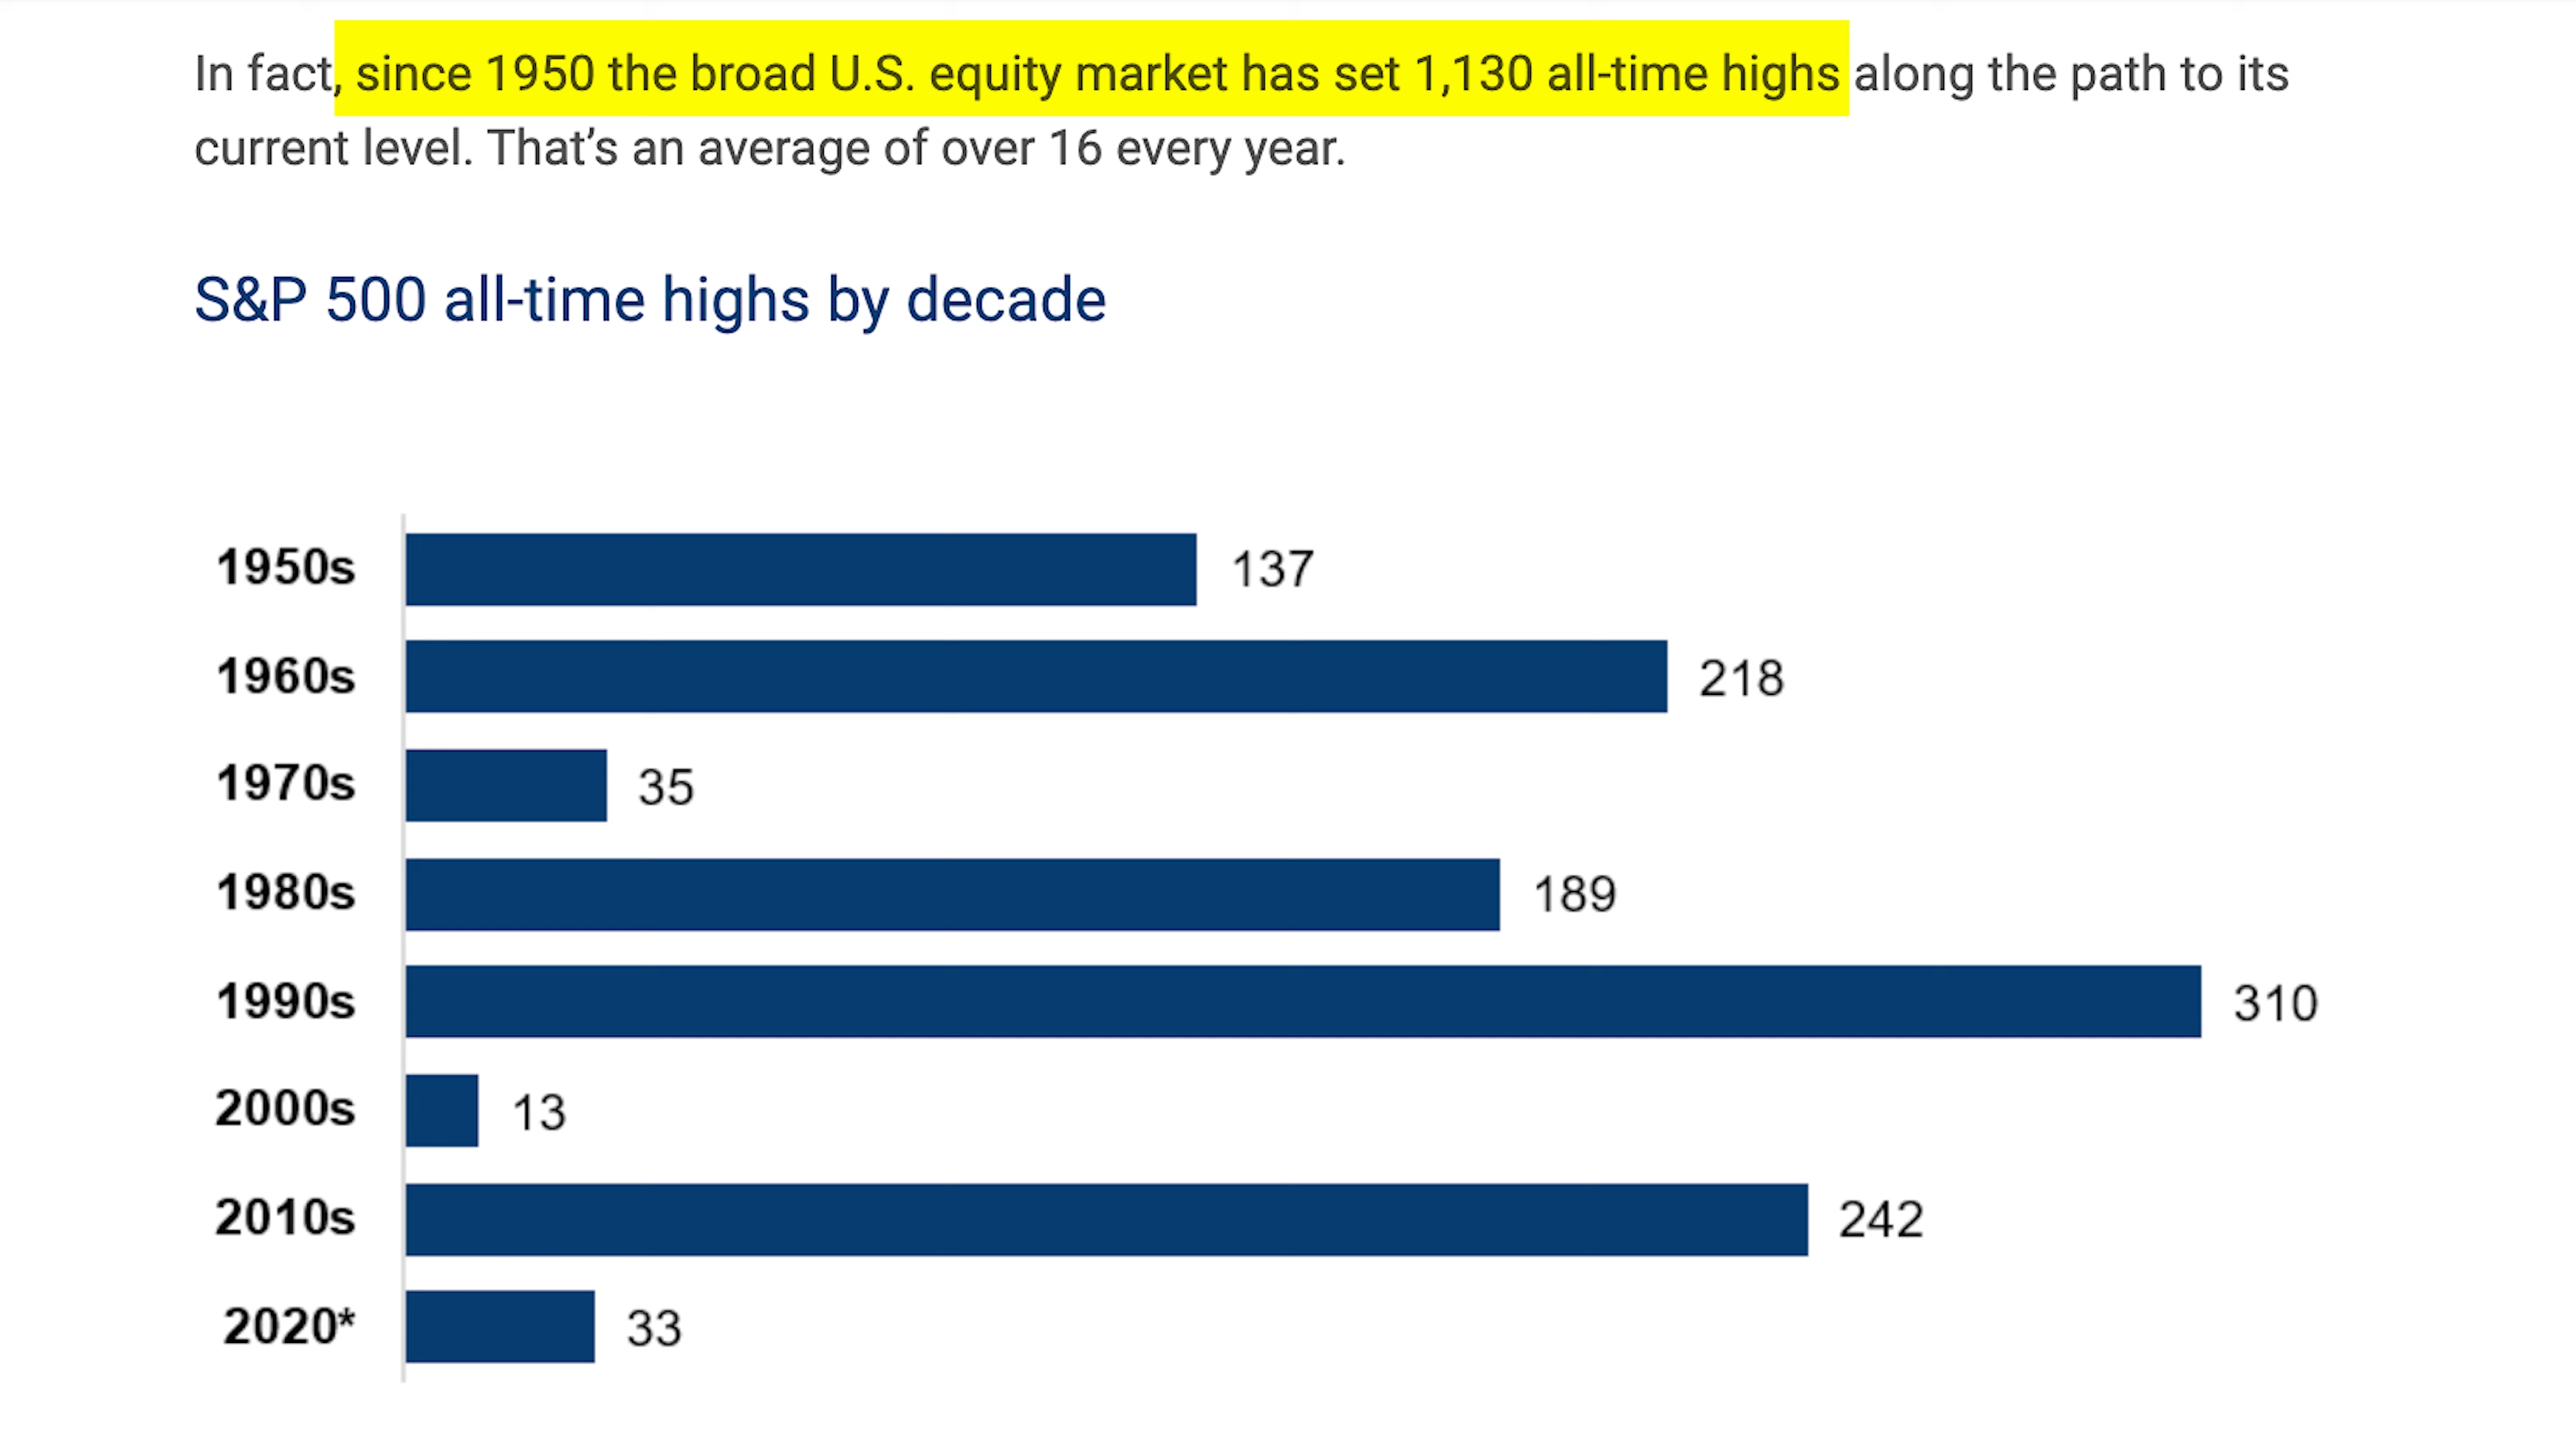 In fact, since 1950 the broad U.S. equity market has set 1,130 all-time highs along the path to its
current level. That’s an average of over 16 every year.
S&P 500 all-time highs by decade
1950s 137
1960s 218
1970s 35
1980s 189
1990s 310
2000s 13
2010s 242
2020* 33